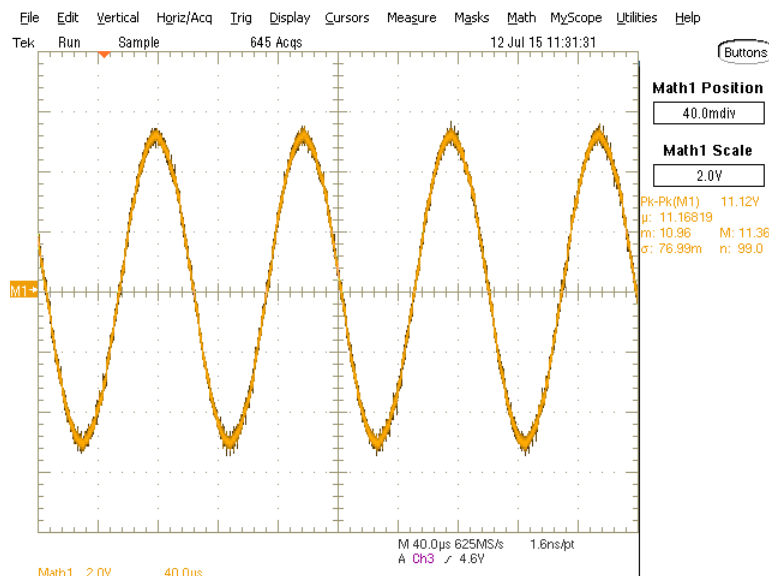 File Edit Vertical Horiz/Acq Trig Display Cursors Measure Masks Math MyScope Utilities Help
Tek Run Sample 645 Acqs 12 Jul 15 11:31:31
Buttons
Math1 Position
40.0mdiv
Math1 Scale
2.0V
Pk-Pk(M1) 11.12V
µ: 11.16819
m: 10.96 M: 11.36
σ: 76.99m n: 99.0
M1
M 40.0µs 625MS/s 1.6ns/pt
A Ch3 ∕ 4.6V
Math1 2.0V 40.0µs